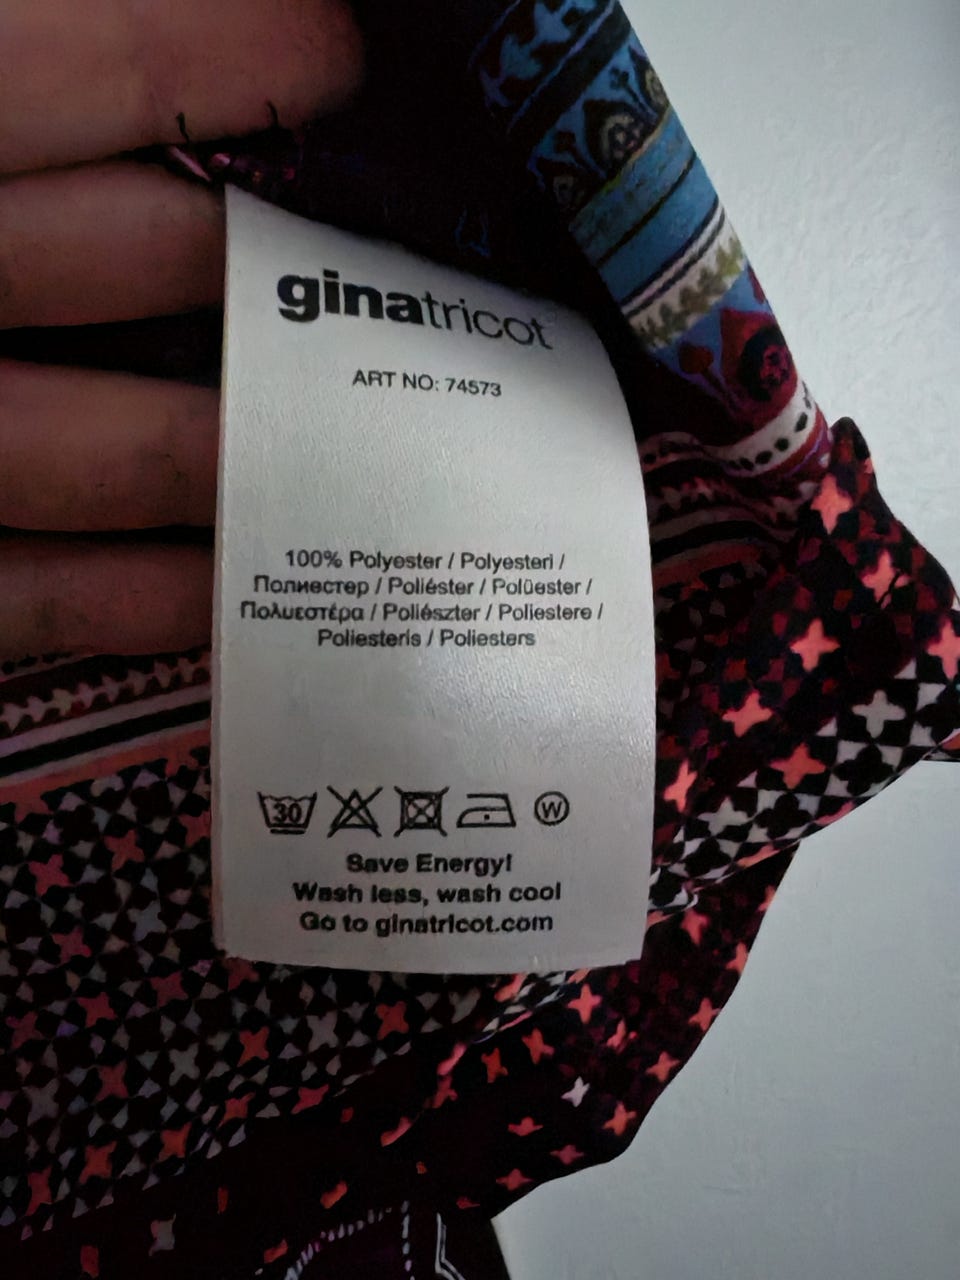 ginatricot
ART NO: 74573
100% Polyester / Polyesteri /
Полиестер / Poliéster / Polüester /
Πολυεστέρα / Poliészter / Poliestere /
Poliesteris / Poliesters
30
W
Save Energy!
Wash less, wash cool
Go to ginatricot.com